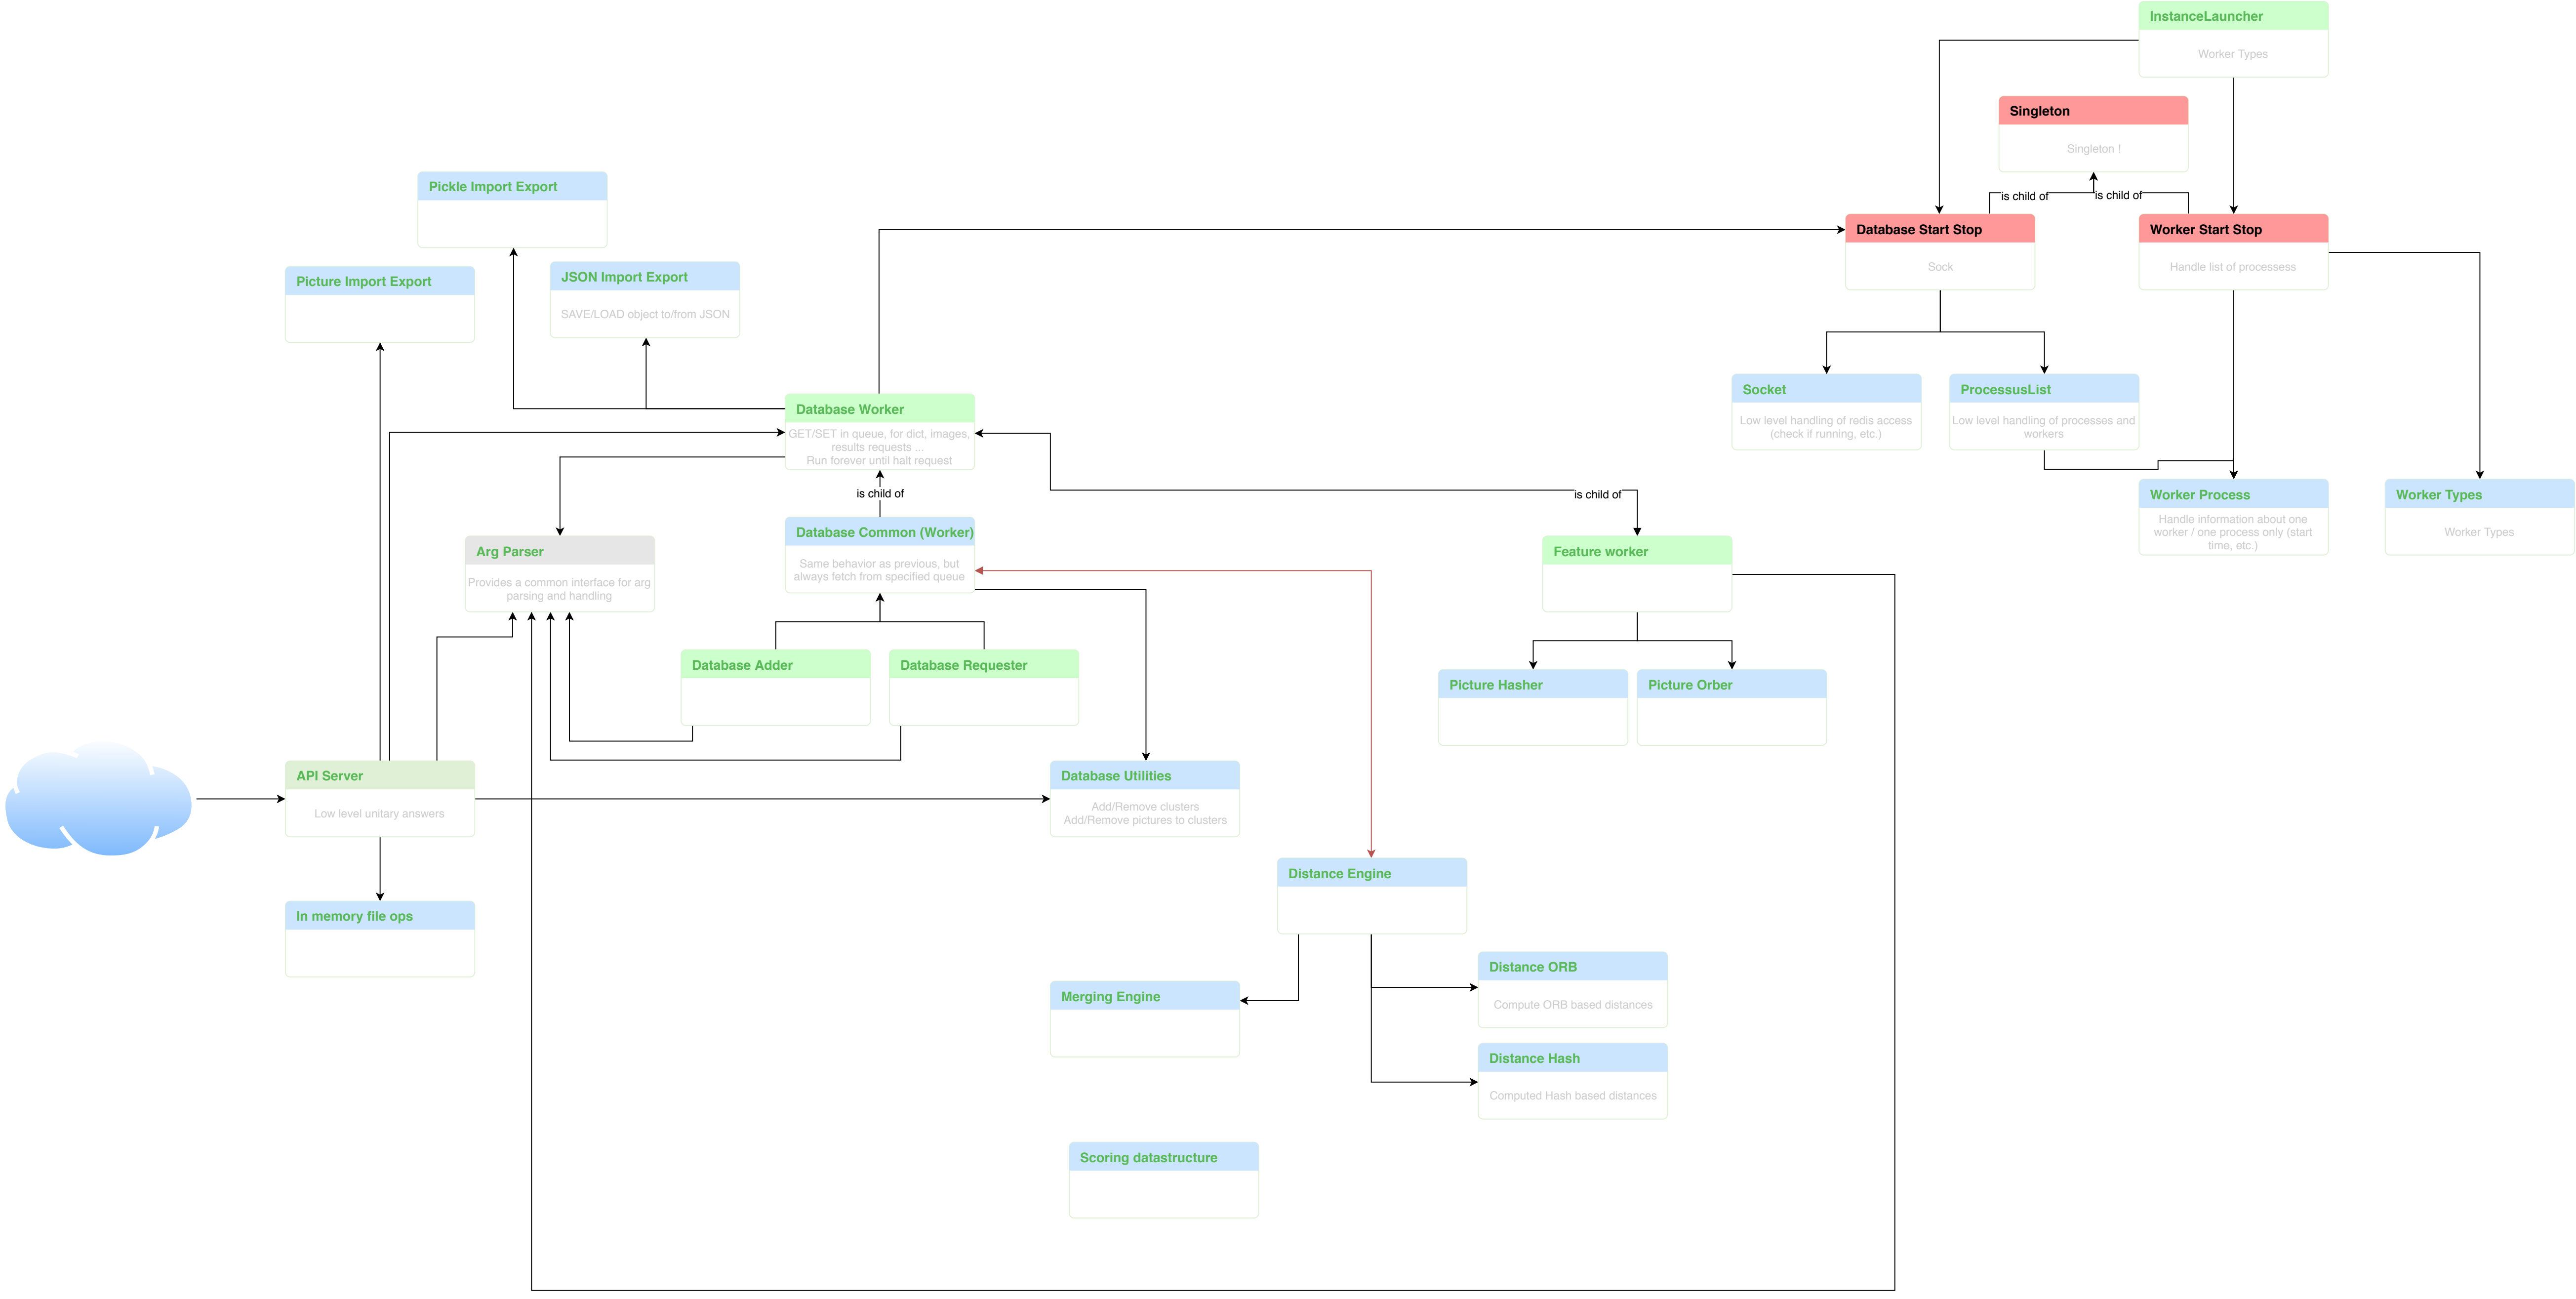 InstanceLauncher
Worker Types
Singleton
Singleton !
Pickle Import Export
is child of
is child of
Database Start Stop
Sock
Worker Start Stop
Handle list of processess
Picture Import Export
JSON Import Export
SAVE/LOAD object to/from JSON
Socket
Low level handling of redis access
(check if running, etc.)
ProcessusList
Low level handling of processes and
workers
Database Worker
GET/SET in queue, for dict, images,
results requests ...
Run forever until halt request
is child of
is child of
Worker Process
Handle information about one
worker / one process only (start
time, etc.)
Worker Types
Worker Types
Database Common (Worker)
Same behavior as previous, but
always fetch from specified queue
Arg Parser
Provides a common interface for arg
parsing and handling
Feature worker
Database Adder
Database Requester
Picture Hasher
Picture Orber
API Server
Low level unitary answers
Database Utilities
Add/Remove clusters
Add/Remove pictures to clusters
Distance Engine
In memory file ops
Distance ORB
Compute ORB based distances
Merging Engine
Distance Hash
Computed Hash based distances
Scoring datastructure